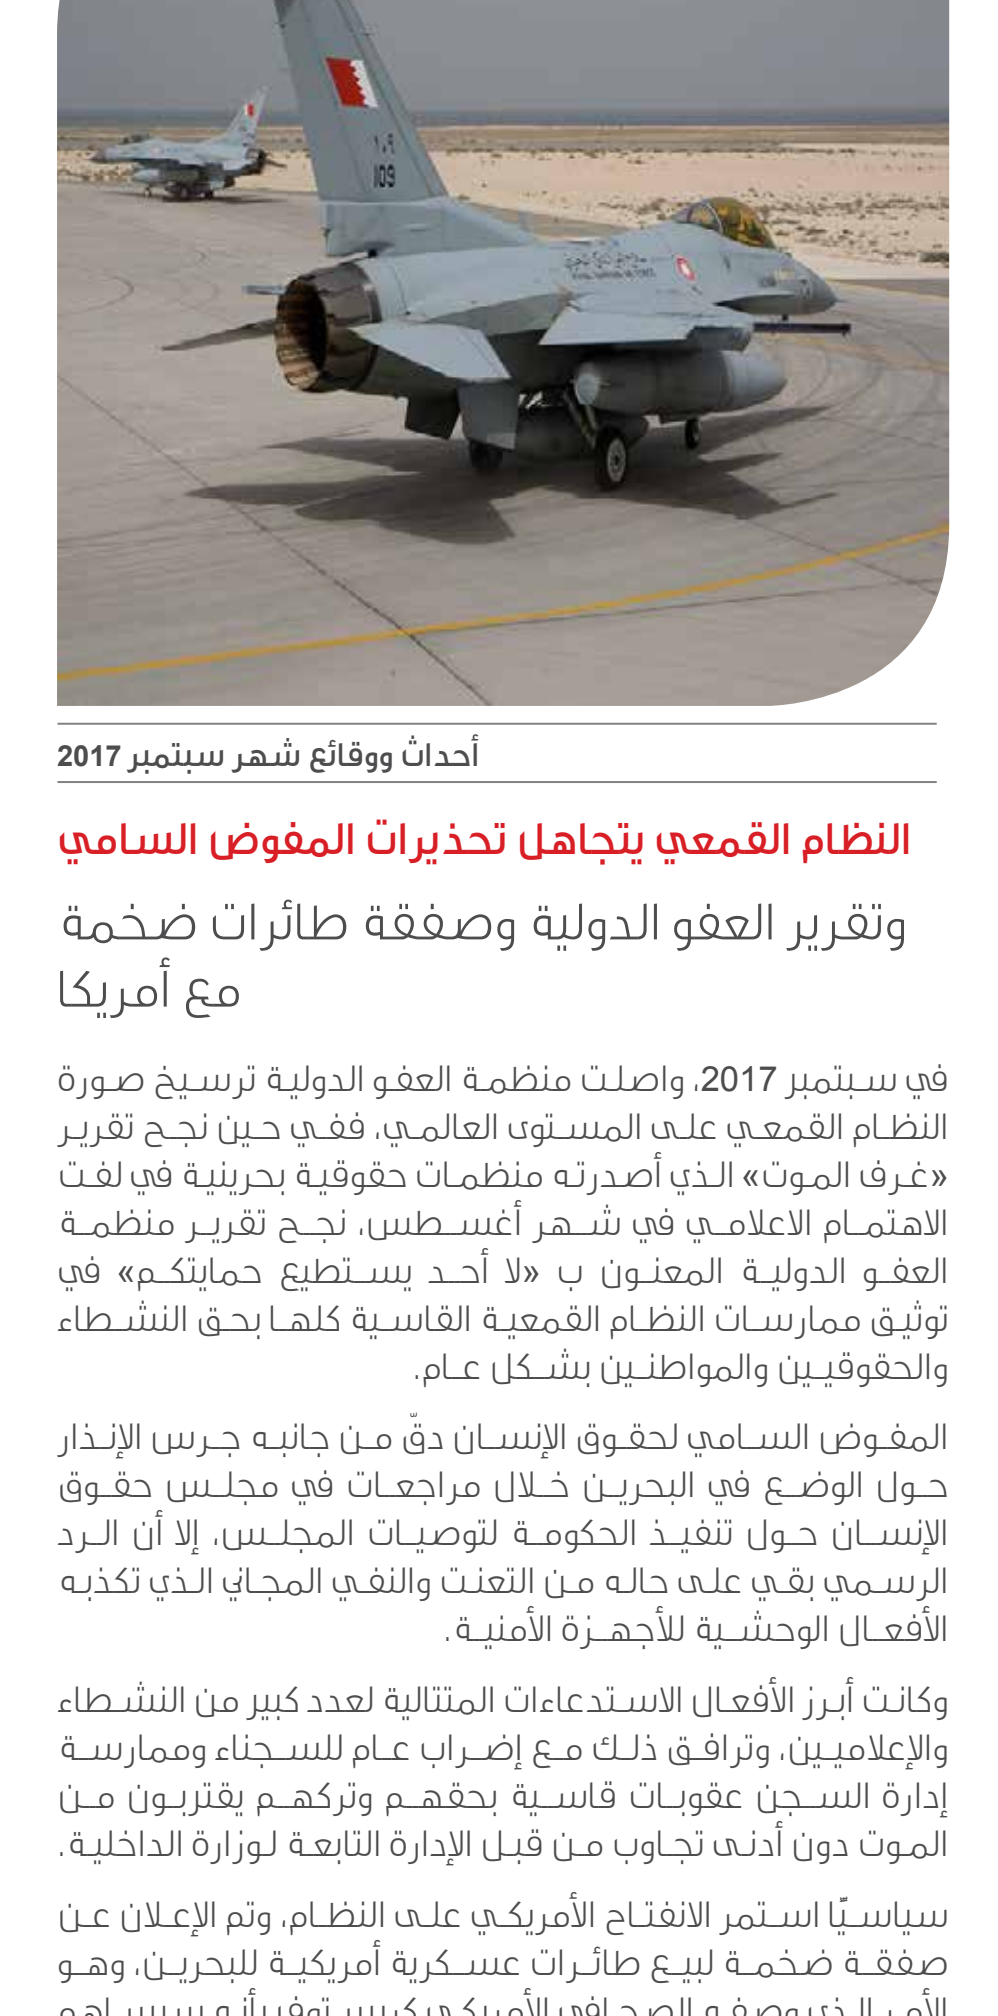 ١٠٩
109
أحداث ووقائع شهر سبتمبر 2017
النظام القمعي يتجاهل تحذيرات المفوض السامي
وتقرير العفو الدولية وصفقة طائرات ضخمة
مع أمريكا
في سبتمبر 2017، واصلت منظمة العفو الدولية ترسيخ صورة
النظام القمعي على المستوى العالمي، ففي حين نجح تقرير
«غرف الموت» الذي أصدرته منظمات حقوقية بحرينية في لفت
الاهتمام الاعلامي في شهر أغسطس، نجح تقرير منظمة
العفو الدولية المعنون ب «لا أحد يستطيع حمايتكم» في
توثيق ممارسات النظام القمعية القاسية كلها بحق النشطاء
والحقوقيين والمواطنين بشكل عام.
المفوض السامي لحقوق الإنسان دقّ من جانبه جرس الإنذار
حول الوضع في البحرين خلال مراجعات في مجلس حقوق
الإنسان حول تنفيذ الحكومة لتوصيات المجلس، إلا أن الرد
الرسمي بقي على حاله من التعنت والنفي المجاني الذي تكذبه
الأفعال الوحشية للأجهزة الأمنية.
وكانت أبرز الأفعال الاستدعاءات المتتالية لعدد كبير من النشطاء
والإعلاميين، وترافق ذلك مع إضراب عام للسجناء وممارسة
إدارة السجن عقوبات قاسية بحقهم وتركهم يقتربون من
الموت دون أدنى تجاوب من قبل الإدارة التابعة لوزارة الداخلية.
سياسيًّا استمر الانفتاح الأمريكي على النظام، وتم الإعلان عن
صفقة ضخمة لبيع طائرات عسكرية أمريكية للبحرين، وهو